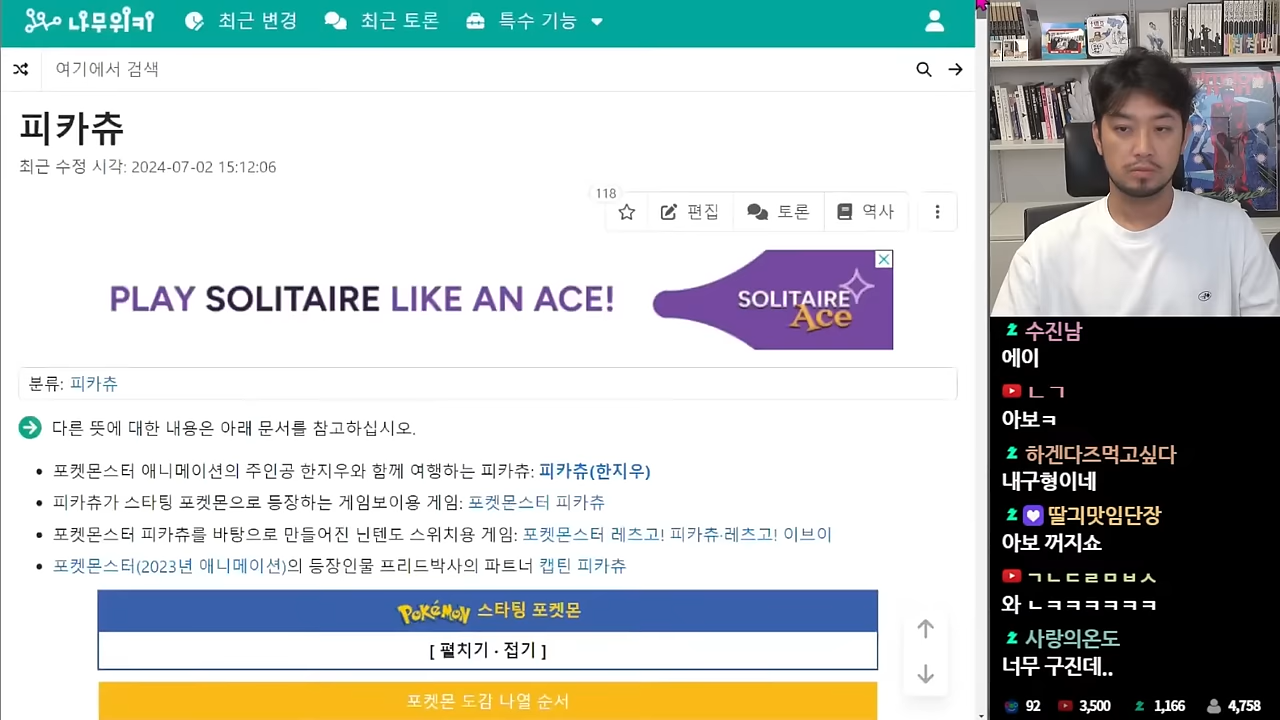 나무위키
최근 변경
최근 토론
특수 기능
여기에서 검색
피카츄
최근 수정 시각: 2024-07-02 15:12:06
118
편집
토론
역사
PLAY SOLITAIRE LIKE AN ACE!
SOLITAIRE
Ace
분류: 피카츄
다른 뜻에 대한 내용은 아래 문서를 참고하십시오.
포켓몬스터 애니메이션의 주인공 한지우와 함께 여행하는 피카츄: 피카츄(한지우)
피카츄가 스타팅 포켓몬으로 등장하는 게임보이용 게임: 포켓몬스터 피카츄
포켓몬스터 피카츄를 바탕으로 만들어진 닌텐도 스위치용 게임: 포켓몬스터 레츠고! 피카츄·레츠고! 이브이
포켓몬스터(2023년 애니메이션)의 등장인물 프리드박사의 파트너 캡틴 피카츄
POKéMON 스타팅 포켓몬
[ 펼치기 · 접기 ]
포켓몬 도감 나열 순서
수진남
에이
ㄴㄱ
아보ㅋ
하겐다즈먹고싶다
내구형이네
딸긔맛임단장
아보 꺼지쇼
ㄱㄴㄷㄹㅁㅂㅅ
와 ㄴㅋㅋㅋㅋㅋㅋ
사랑의온도
너무 구진데..
92
3,500
1,166
4,758